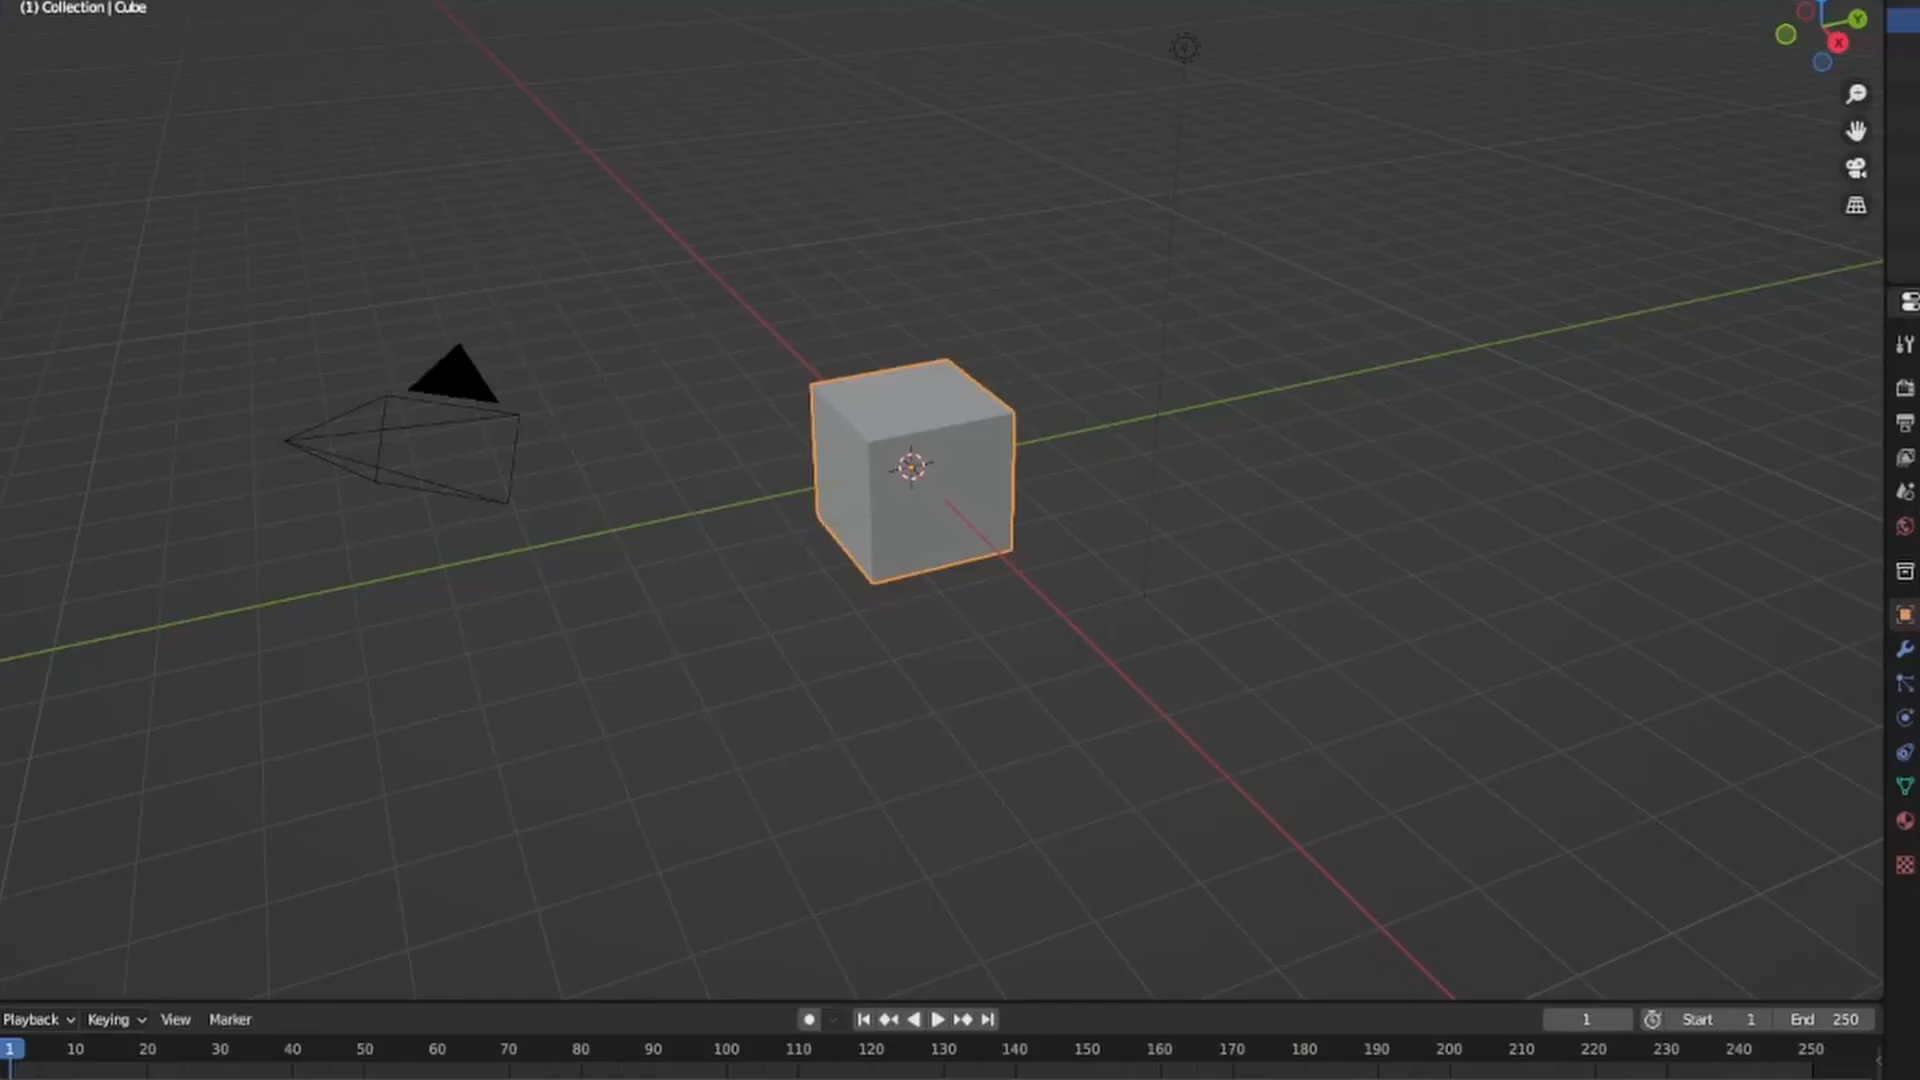 (1) Collection | Cube
Y
X
Playback Keying View Marker 1 Start 1 End 250
1 10 20 30 40 50 60 70 80 90 100 110 120 130 140 150 160 170 180 190 200 210 220 230 240 250